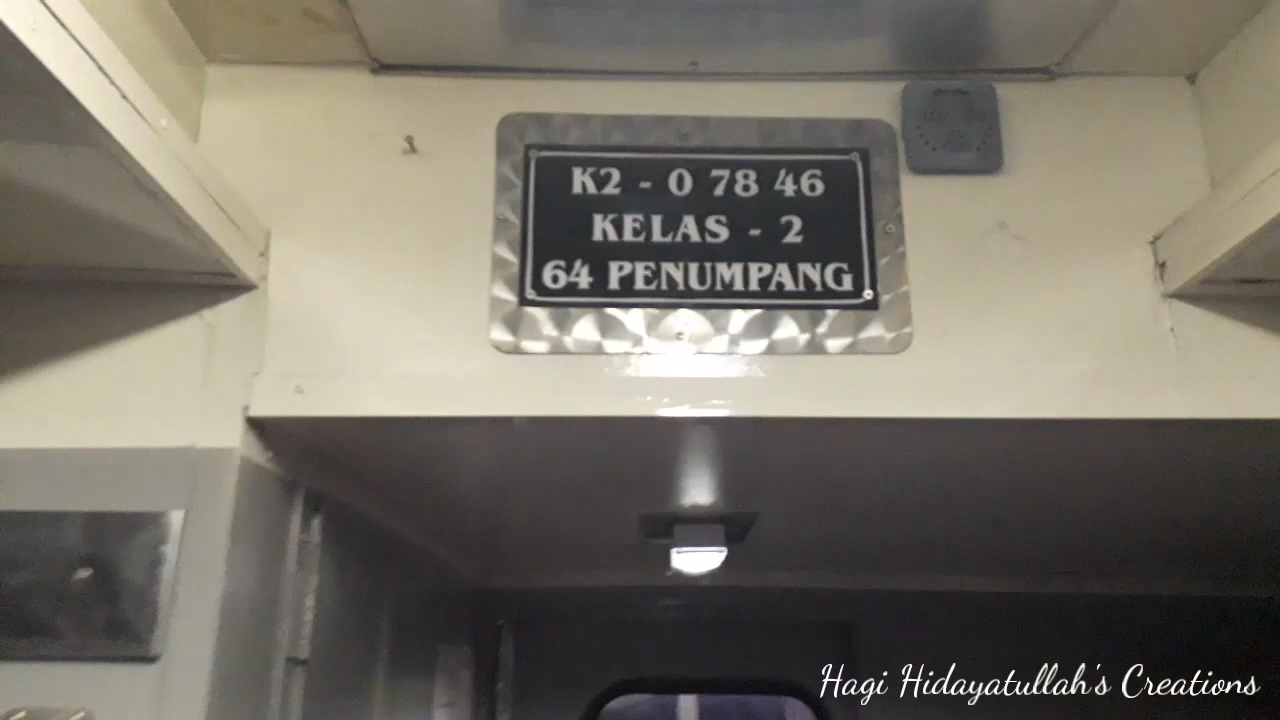 K2 - 0 78 46
KELAS - 2
64 PENUMPANG
Hagi Hidayatullah's Creations